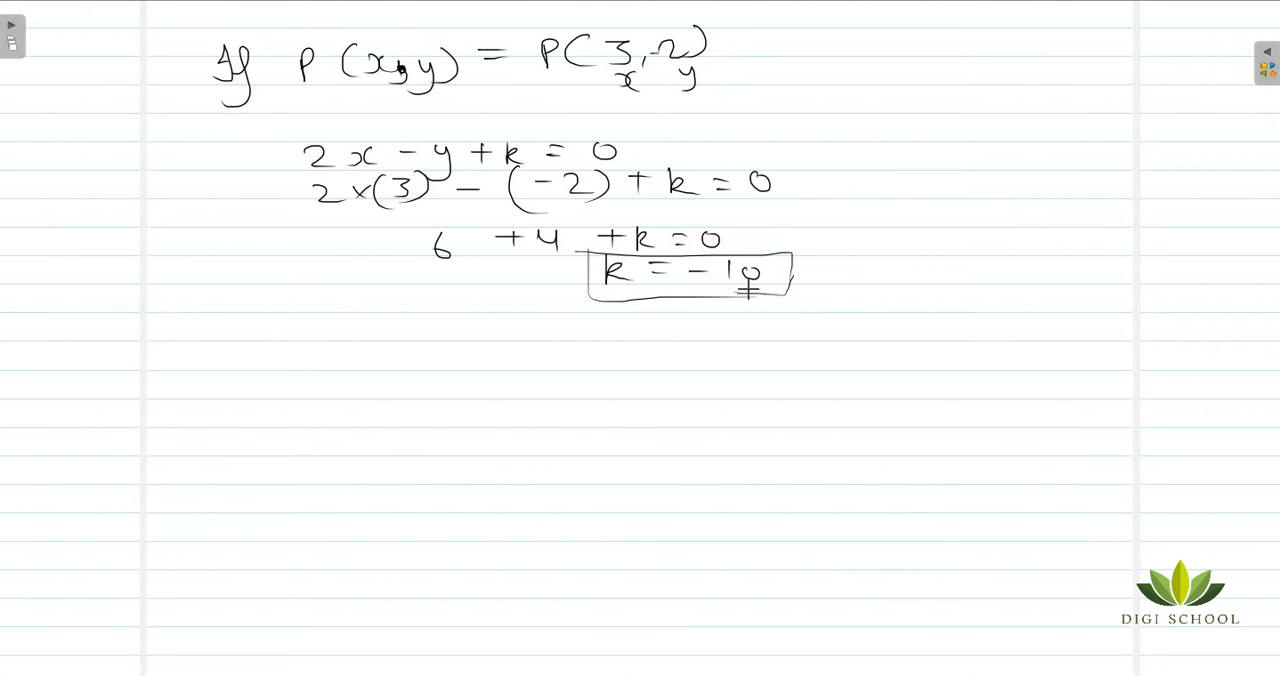 If P (x, y) = P( 3, -2)
x y
2x - y + k = 0
2 x (3) - (-2) + k = 0
6 + 4 + k = 0
k = - 10
DIGI SCHOOL